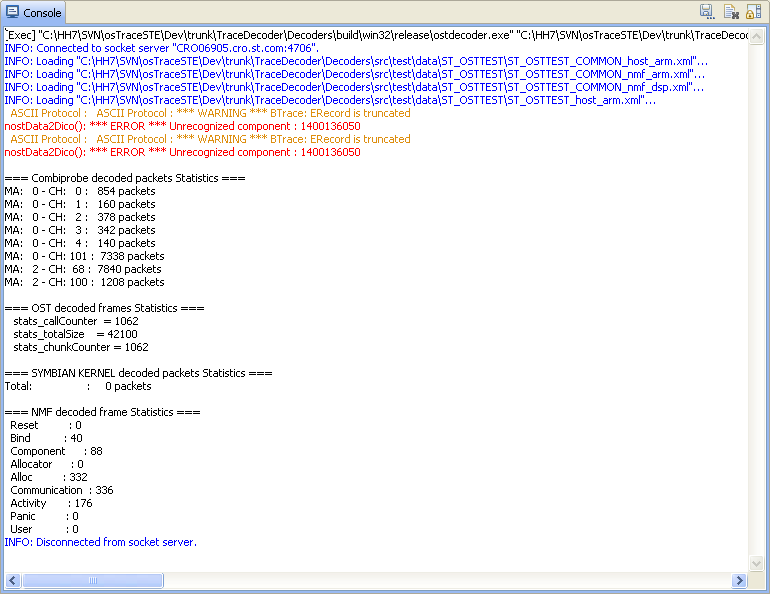 Console
`Exec] "C:\HH7\SVN\osTraceSTE\Dev\trunk\TraceDecoder\Decoders\build\win32\release\ostdecoder.exe" "C:\HH7\SVN\osTraceSTE\Dev\trunk\TraceDecoder\Deco
INFO: Connected to socket server "CRO06905.cro.st.com:4706".
INFO: Loading "C:\HH7\SVN\osTraceSTE\Dev\trunk\TraceDecoder\Decoders\src\test\data\ST_OSTTEST\ST_OSTTEST_COMMON_host_arm.xml"...
INFO: Loading "C:\HH7\SVN\osTraceSTE\Dev\trunk\TraceDecoder\Decoders\src\test\data\ST_OSTTEST\ST_OSTTEST_COMMON_nmf_arm.xml"...
INFO: Loading "C:\HH7\SVN\osTraceSTE\Dev\trunk\TraceDecoder\Decoders\src\test\data\ST_OSTTEST\ST_OSTTEST_COMMON_nmf_dsp.xml"...
INFO: Loading "C:\HH7\SVN\osTraceSTE\Dev\trunk\TraceDecoder\Decoders\src\test\data\ST_OSTTEST\ST_OSTTEST_host_arm.xml"...
ASCII Protocol :   ASCII Protocol : *** WARNING *** BTrace: ERecord is truncated
nostData2Dico(): *** ERROR *** Unrecognized component : 1400136050
ASCII Protocol :   ASCII Protocol : *** WARNING *** BTrace: ERecord is truncated
nostData2Dico(): *** ERROR *** Unrecognized component : 1400136050
=== Combiprobe decoded packets Statistics ===
MA:   0 - CH:   0 :   854 packets
MA:   0 - CH:   1 :   160 packets
MA:   0 - CH:   2 :   378 packets
MA:   0 - CH:   3 :   342 packets
MA:   0 - CH:   4 :   140 packets
MA:   0 - CH: 101 :   7338 packets
MA:   2 - CH:  68 :   7840 packets
MA:   2 - CH: 100 :   1208 packets
=== OST decoded frames Statistics ===
stats_callCounter  = 1062
stats_totalSize    = 42100
stats_chunkCounter = 1062
=== SYMBIAN KERNEL decoded packets Statistics ===
Total:                :     0 packets
=== NMF decoded frame Statistics ===
Reset         : 0
Bind          : 40
Component     : 88
Allocator     : 0
Alloc         : 332
Communication : 336
Activity      : 176
Panic         : 0
User          : 0
INFO: Disconnected from socket server.